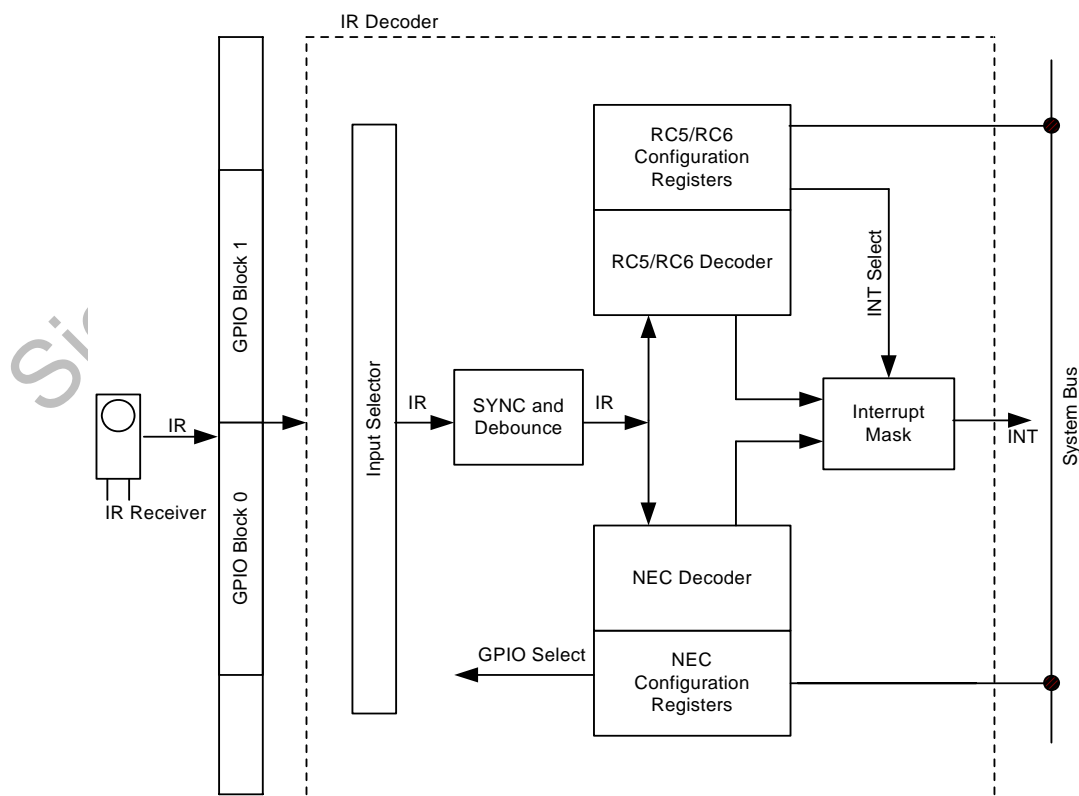 IR Decoder
RC5/RC6
Configuration
Registers
RC5/RC6 Decoder
INT Select
GPIO Block 1
GPIO Block 0
IR
IR Receiver
Input Selector
IR
SYNC and
Debounce
IR
Interrupt
Mask
INT
System Bus
NEC Decoder
GPIO Select
NEC
Configuration
Registers